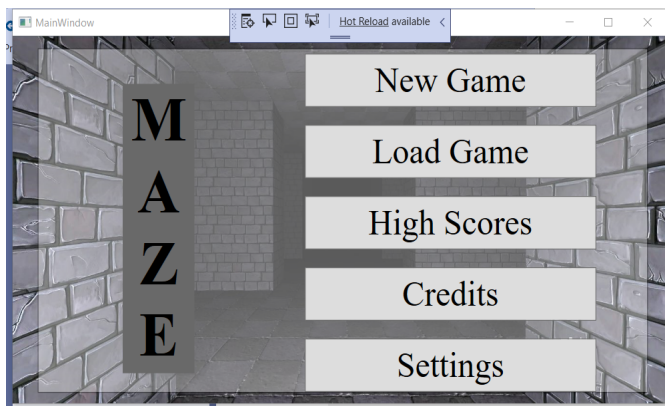 MainWindow
Hot Reload available
New Game
Load Game
High Scores
Credits
Settings
M
A
Z
E